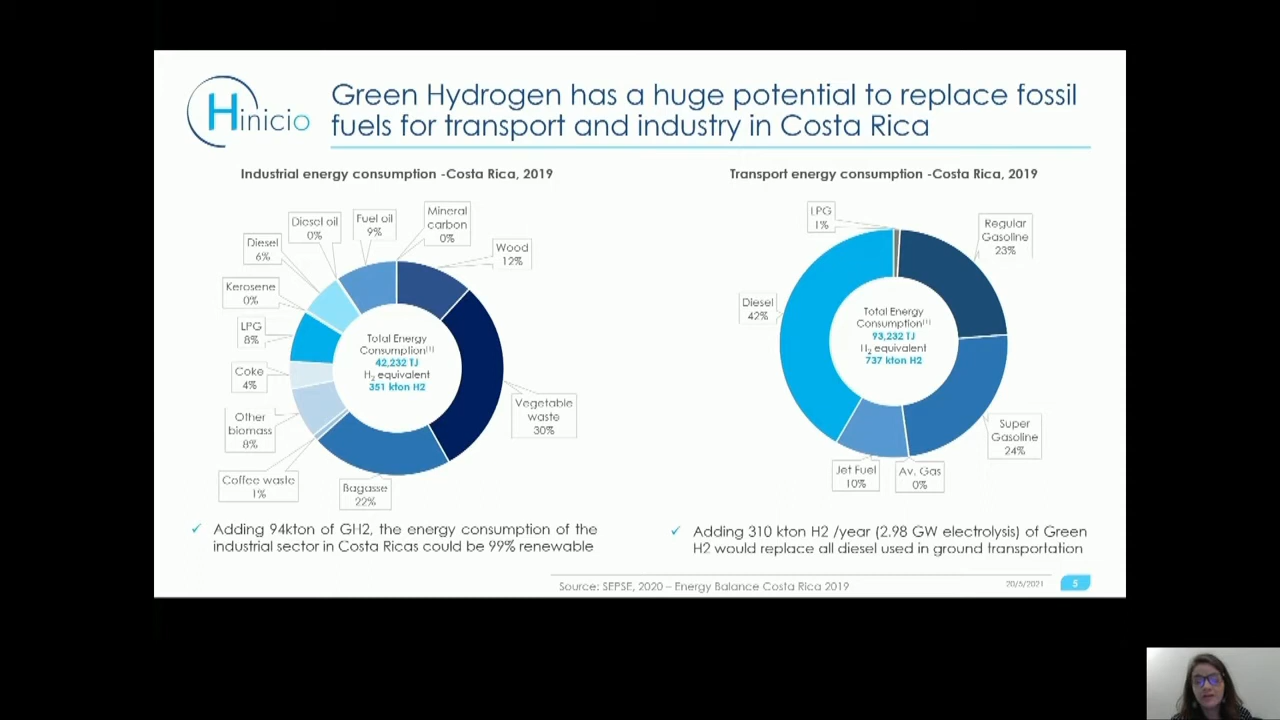 Hinicio
Green Hydrogen has a huge potential to replace fossil
fuels for transport and industry in Costa Rica
Industrial energy consumption -Costa Rica, 2019
Mineral
carbon
0%
Fuel oil
9%
Diesel oil
0%
Diesel
6%
Wood
12%
Kerosene
0%
LPG
8%
Coke
4%
Other
biomass
8%
Coffee waste
1%
Bagasse
22%
Vegetable
waste
30%
Total Energy
Consumption(1)
42,232 TJ
H2 equivalent
351 kton H2
✓ Adding 94kton of GH2, the energy consumption of the
industrial sector in Costa Ricas could be 99% renewable
Transport energy consumption -Costa Rica, 2019
LPG
1%
Regular
Gasoline
23%
Diesel
42%
Total Energy
Consumption(1)
93,232 TJ
H2 equivalent
737 kton H2
Super
Gasoline
24%
Jet Fuel
10%
Av. Gas
0%
✓ Adding 310 kton H2 /year (2.98 GW electrolysis) of Green
H2 would replace all diesel used in ground transportation
Source: SEPSE, 2020 – Energy Balance Costa Rica 2019
20/5/2021
5